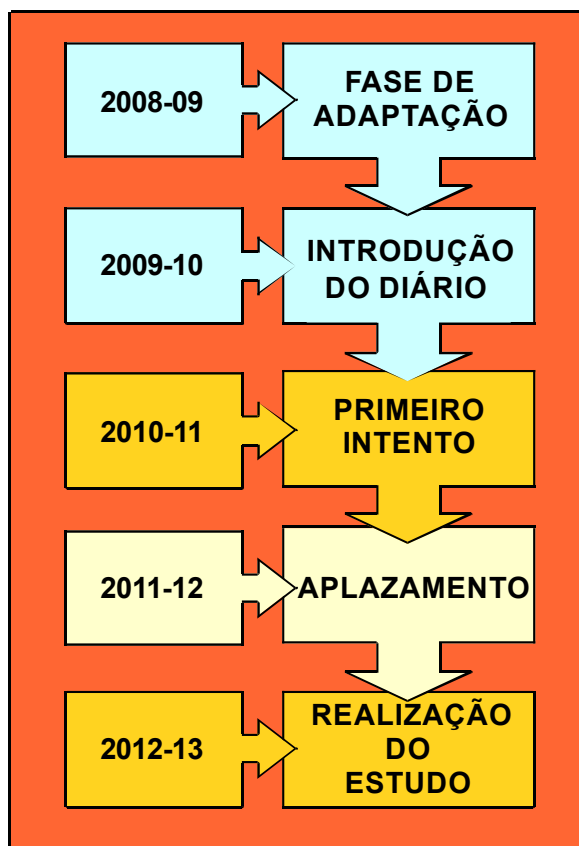 2008-09
FASE DE
ADAPTAÇÃO
2009-10
INTRODUÇÃO
DO DIÁRIO
2010-11
PRIMEIRO
INTENTO
2011-12
APLAZAMENTO
2012-13
REALIZAÇÃO
DO
ESTUDO